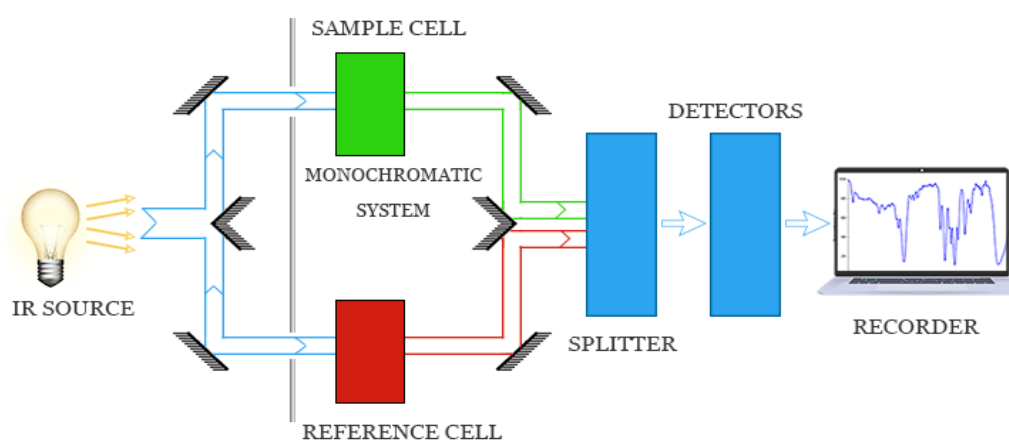 SAMPLE CELL
DETECTORS
MONOCHROMATIC
SYSTEM
IR SOURCE
SPLITTER
RECORDER
REFERENCE CELL